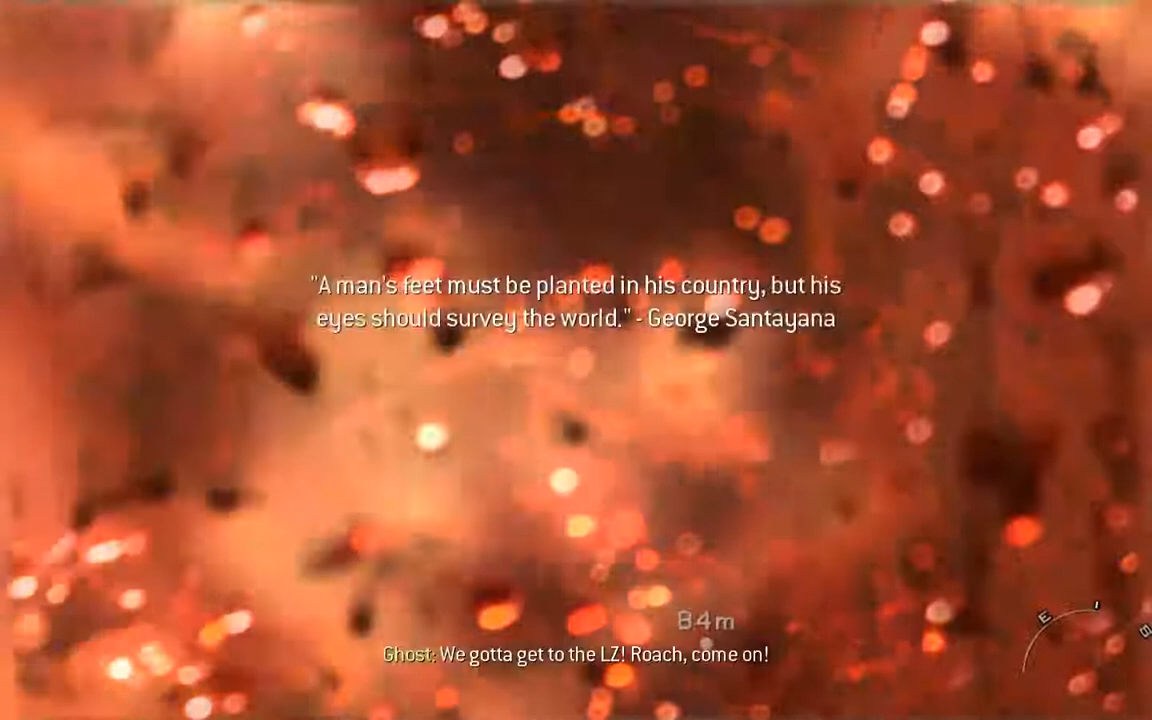 "A man's feet must be planted in his country, but his
eyes should survey the world." - George Santayana
84m
Ghost: We gotta get to the LZ! Roach, come on!
E
S